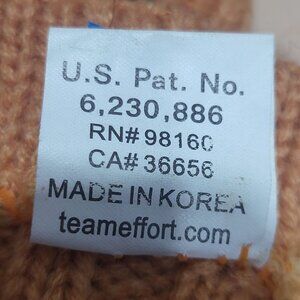 U.S. Pat. No.
6,230,886
RN# 98160
CA# 36656
MADE IN KOREA
teameffort.com